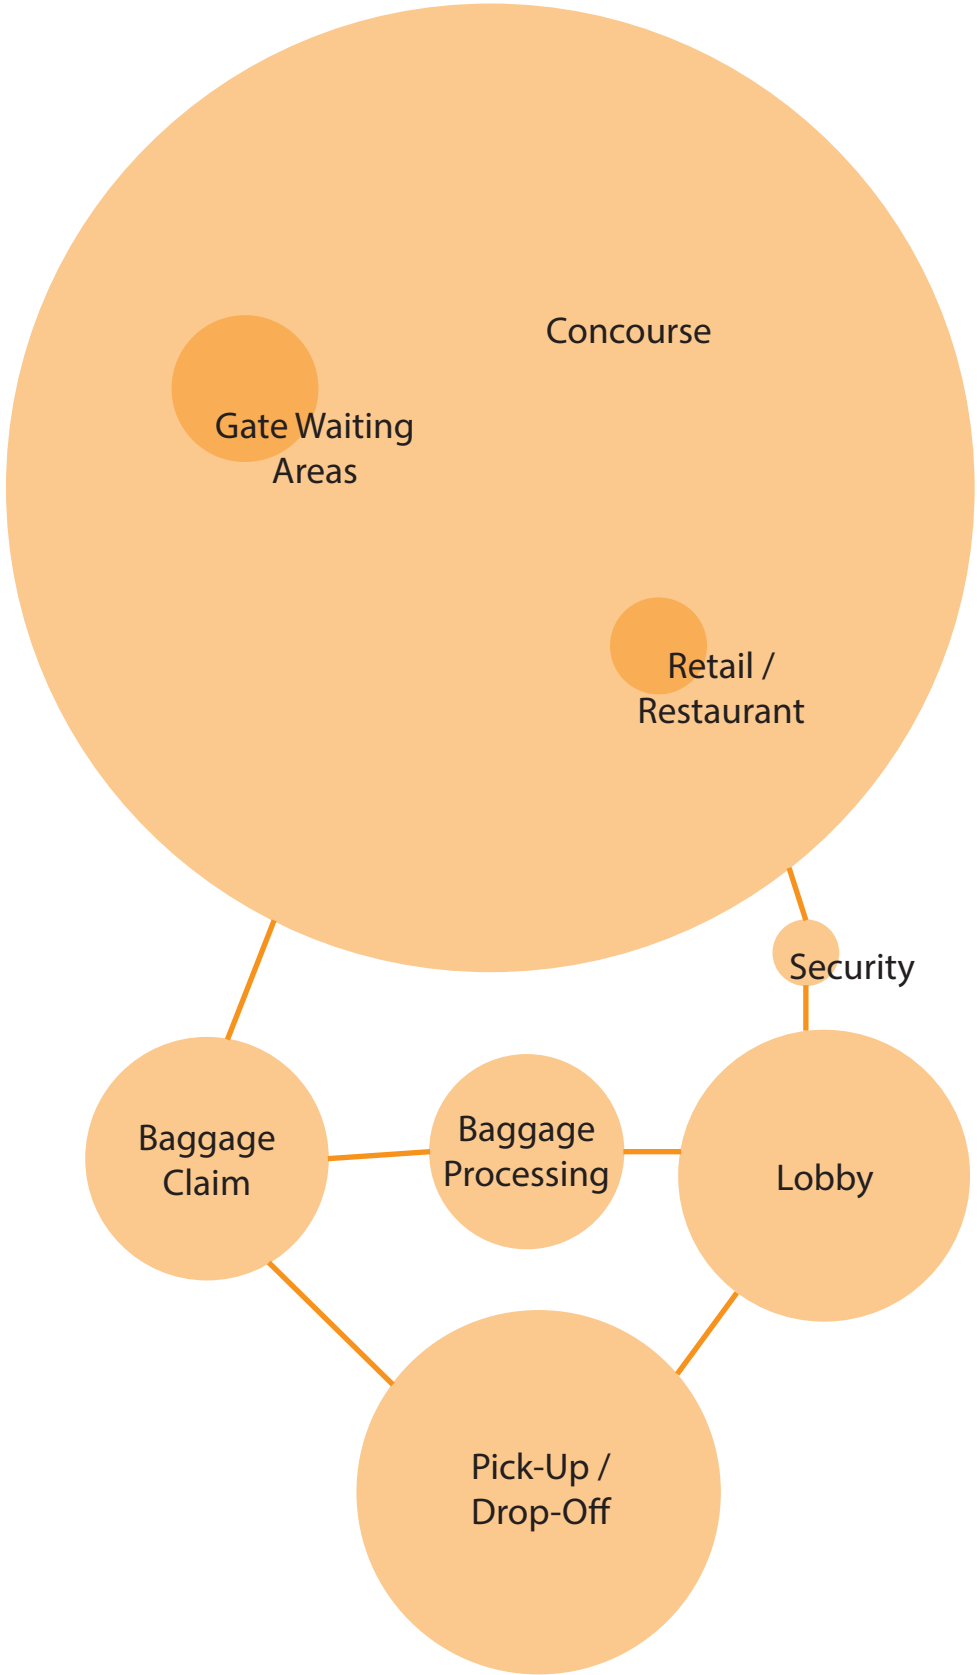 Concourse
Gate Waiting
Areas
Retail /
Restaurant
Security
Baggage
Claim
Baggage
Processing
Lobby
Pick-Up /
Drop-Off